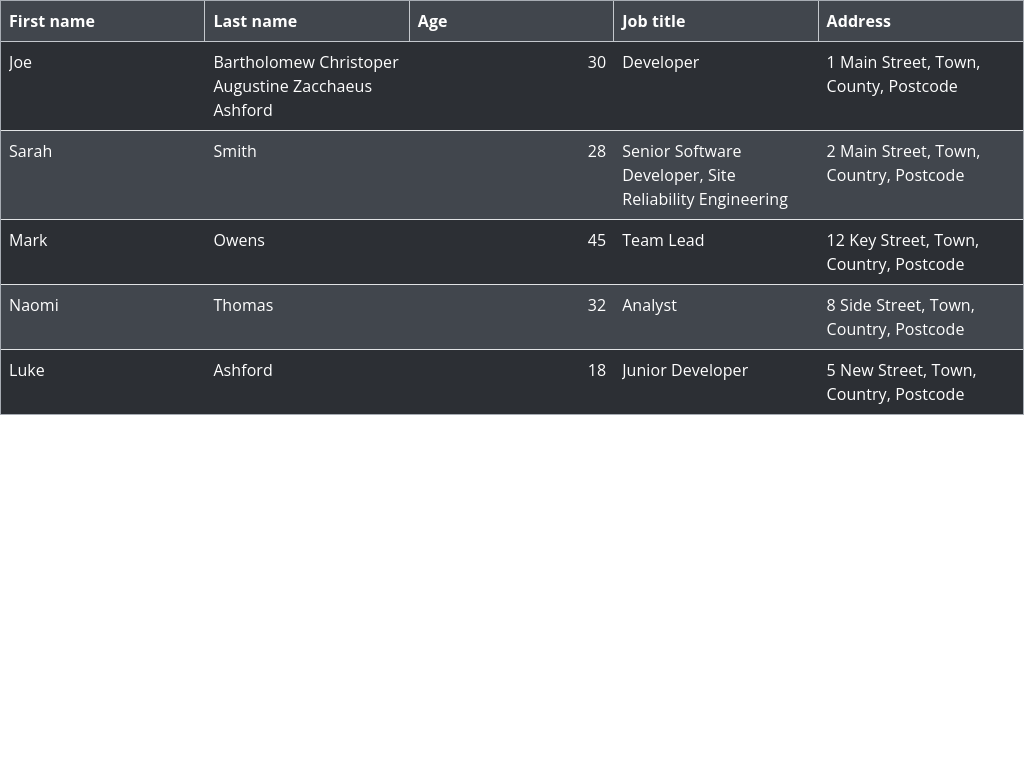 First name Last name Age Job title Address
Joe Bartholomew Christoper 30 Developer 1 Main Street, Town,
Augustine Zacchaeus County, Postcode
Ashford
Sarah Smith 28 Senior Software 2 Main Street, Town,
Developer, Site Country, Postcode
Reliability Engineering
Mark Owens 45 Team Lead 12 Key Street, Town,
Country, Postcode
Naomi Thomas 32 Analyst 8 Side Street, Town,
Country, Postcode
Luke Ashford 18 Junior Developer 5 New Street, Town,
Country, Postcode